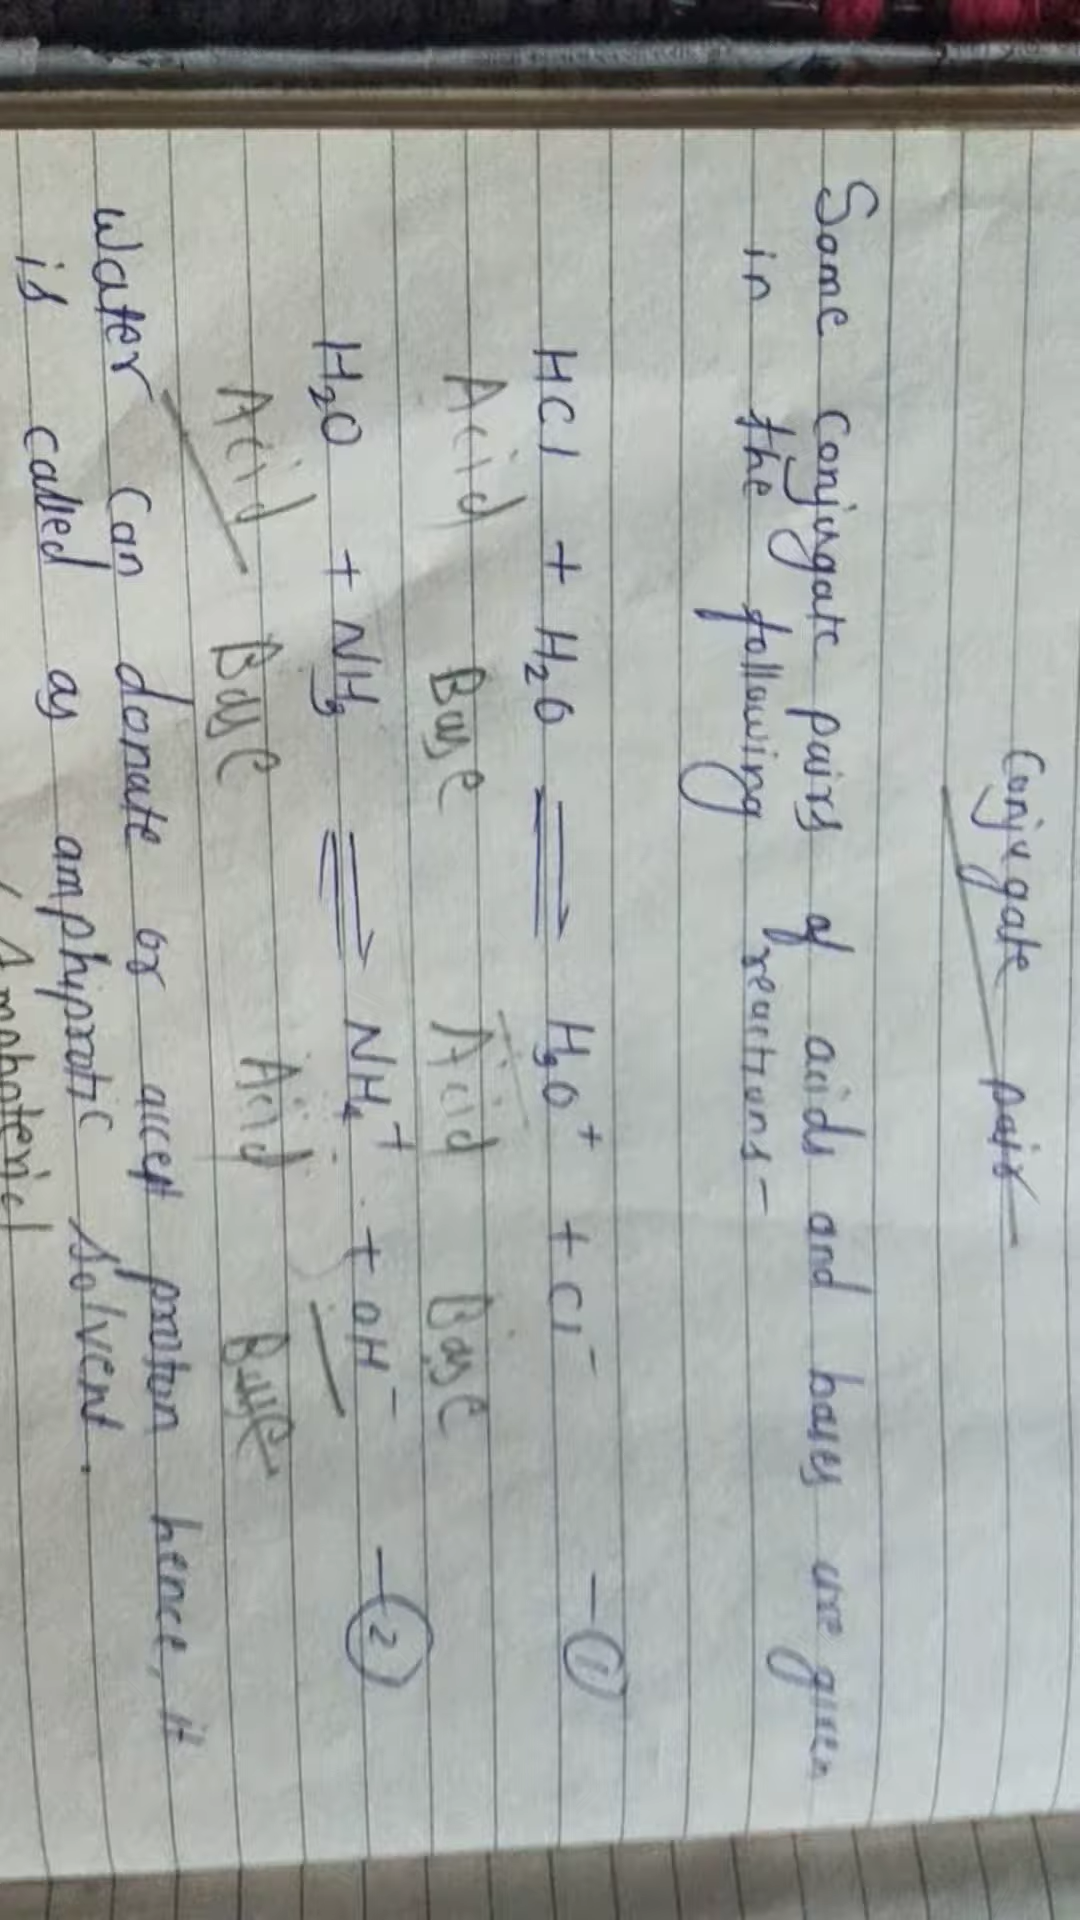 Conjugate pair
Some Conjugate pairs of acids and bases are given
in the following reactions-
HCl + H₂O ⇌ H₃O⁺ + Cl⁻ -①
Acid Base Acid Base
H₂O + NH₃ ⇌ NH₄⁺ + OH⁻ -②
Acid Base Acid Base
Water Can donate or accept proton hence, it
is called as amphiprotic solvent.